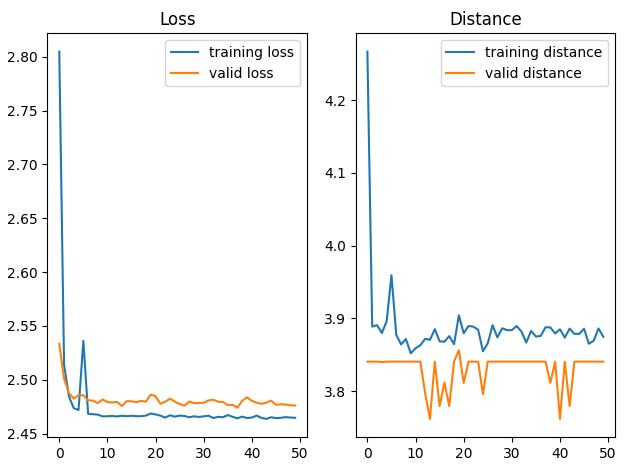 Loss
training loss
valid loss
2.80
2.75
2.70
2.65
2.60
2.55
2.50
2.45
0 10 20 30 40 50
Distance
training distance
valid distance
4.2
4.1
4.0
3.9
3.8
0 10 20 30 40 50